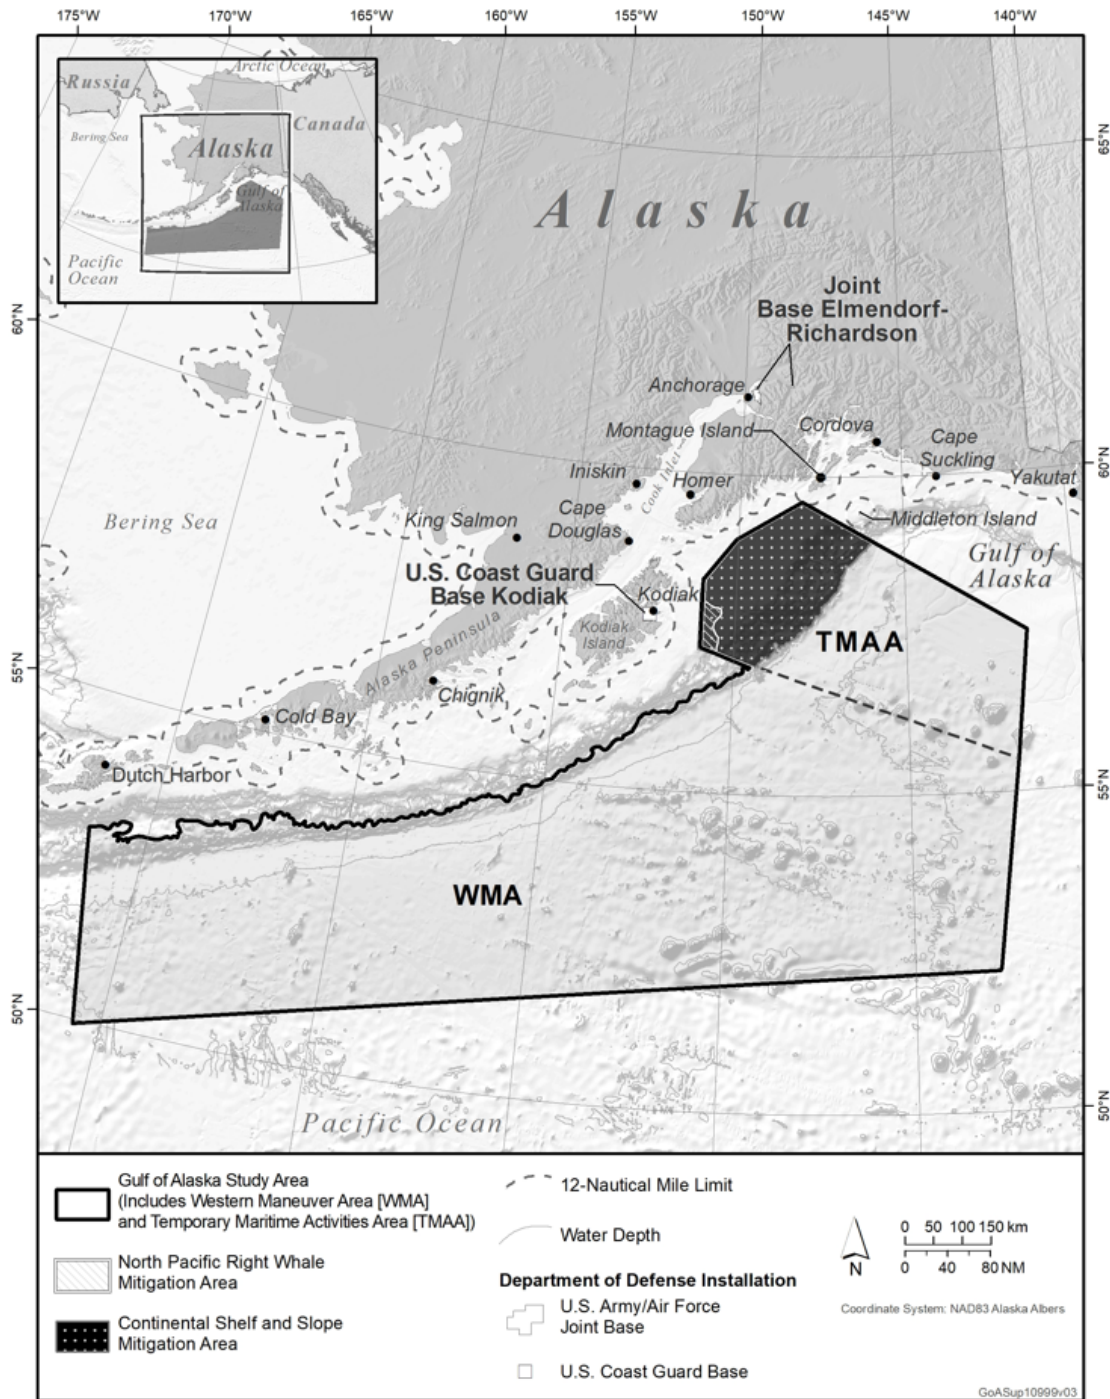 175°W
170°W
165°W
160°W
155°W
150°W
145°W
140°W
Arctic Ocean
Russia
Canada
Bering Sea
Alaska
Gulf of
Alaska
Pacific
Ocean
65°N
Alaska
Joint
Base Elmendorf-
Richardson
60°N
Anchorage
Montague Island
Cordova
Cape
Suckling
60°N
Iniskin
Cook Inlet
Homer
Yakutat
Bering Sea
King Salmon
Cape
Douglas
Middleton Island
Gulf of
Alaska
U.S. Coast Guard
Base Kodiak
Kodiak
Kodiak
Island
TMAA
55°N
Alaska Peninsula
Chignik
Cold Bay
Dutch Harbor
55°N
WMA
50°N
50°N
Pacific Ocean
Gulf of Alaska Study Area
(Includes Western Maneuver Area [WMA]
and Temporary Maritime Activities Area [TMAA])
North Pacific Right Whale
Mitigation Area
Continental Shelf and Slope
Mitigation Area
12-Nautical Mile Limit
Water Depth
Department of Defense Installation
U.S. Army/Air Force
Joint Base
U.S. Coast Guard Base
N
0 50 100 150 km
0 40 80 NM
Coordinate System: NAD83 Alaska Albers
GoASup10999v03